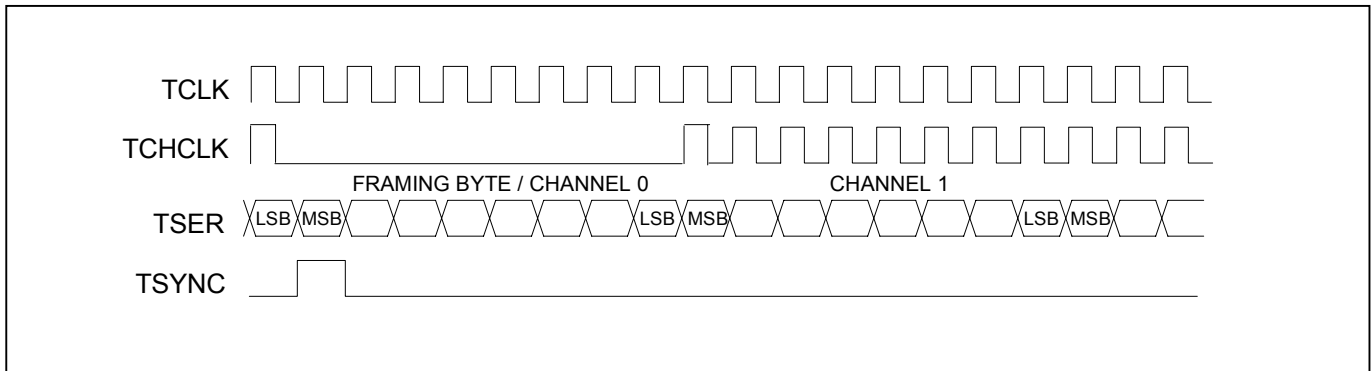 TCLK
TCHCLK
FRAMING BYTE / CHANNEL 0 CHANNEL 1
TSER LSB MSB LSB MSB LSB MSB
TSYNC